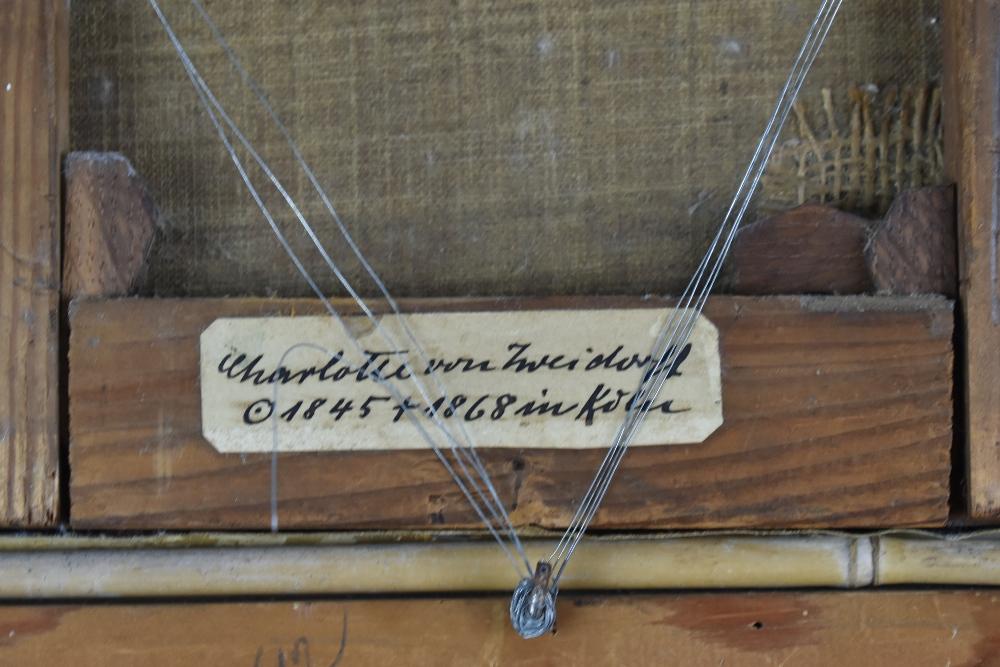 Charlotte von Zweidorff
⊙ 1845 + 1868 in Köln